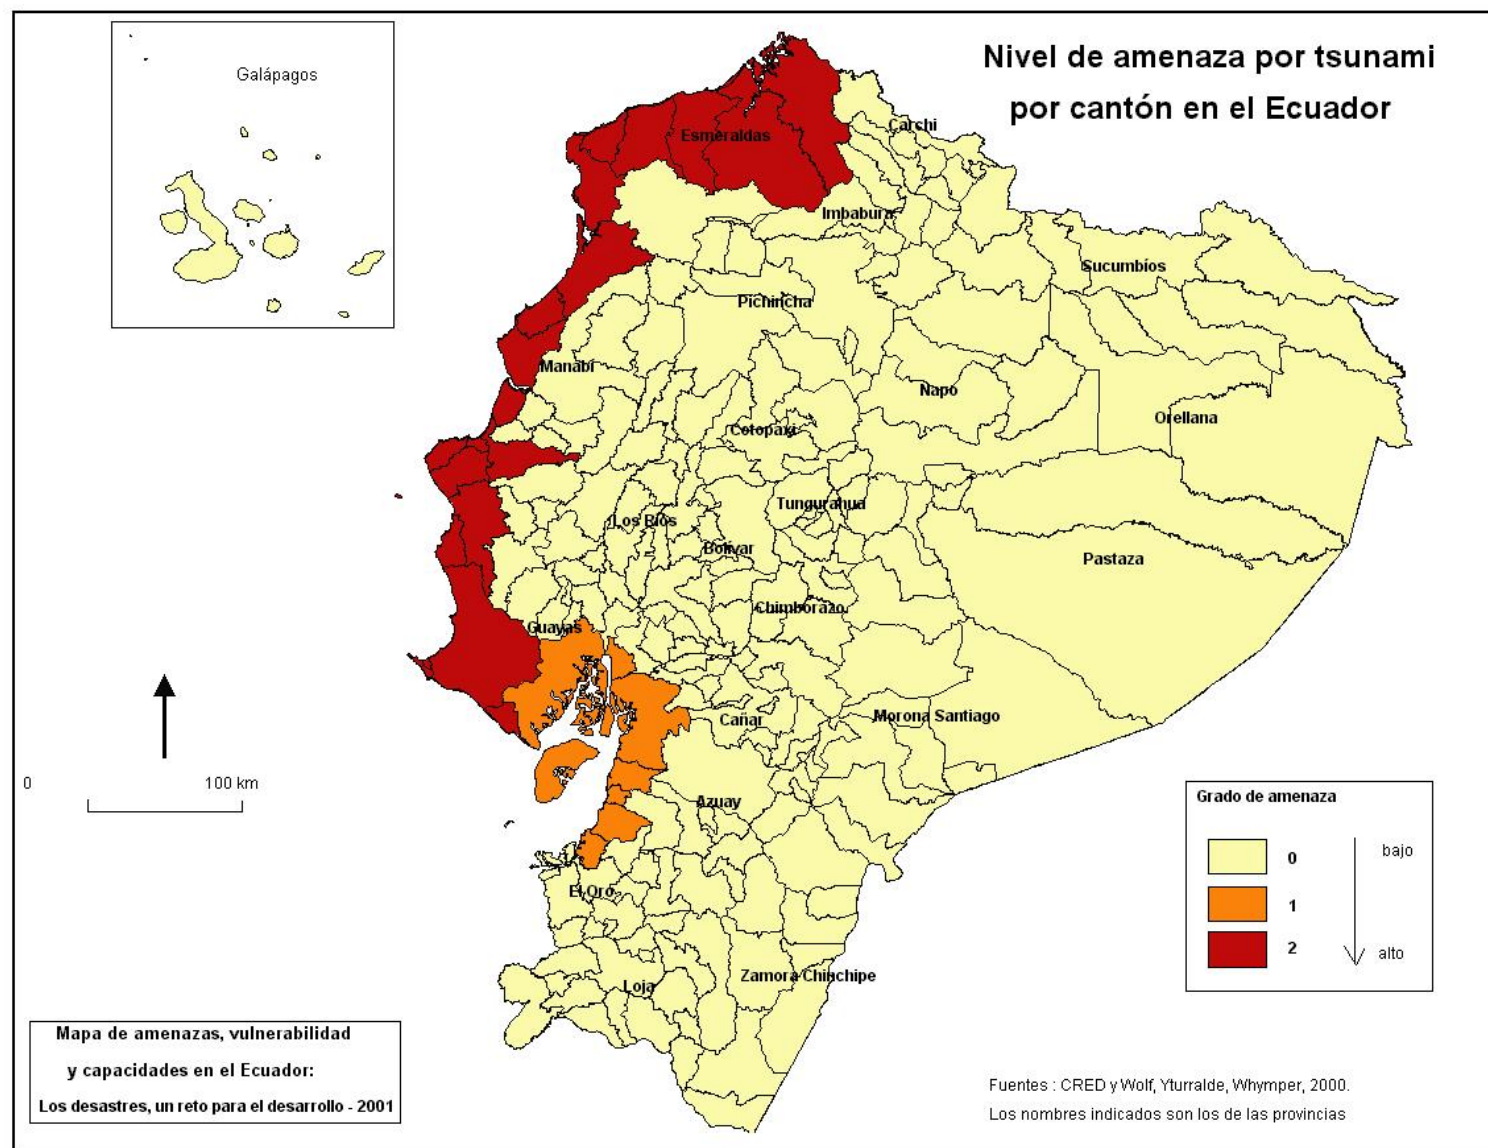 Nivel de amenaza por tsunami
por cantón en el Ecuador
Galápagos
Carchi
Esmeraldas
Imbabura
Sucumbíos
Pichincha
Manabí
Napo
Orellana
Cotopaxi
Tungurahua
Los Ríos
Bolívar
Pastaza
Chimborazo
Guayas
Cañar
Morona Santiago
Azuay
El Oro
Zamora Chinchipe
Loja
0 100 km
Grado de amenaza
0 bajo
1
2 alto
Mapa de amenazas, vulnerabilidad
y capacidades en el Ecuador:
Los desastres, un reto para el desarrollo - 2001
Fuentes : CRED y Wolf, Yturralde, Whymper, 2000.
Los nombres indicados son los de las provincias